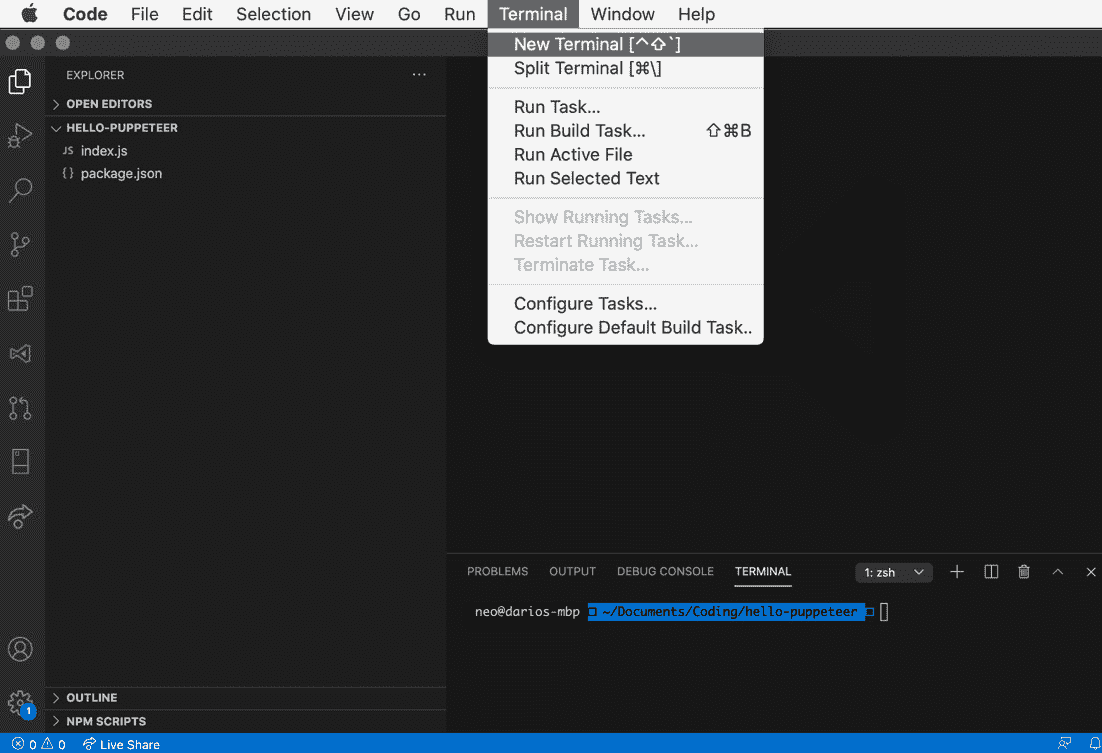 Code File Edit Selection View Go Run Terminal Window Help
New Terminal [^⇧`]
Split Terminal [⌘\]
Run Task...
Run Build Task... ⇧⌘B
Run Active File
Run Selected Text
Show Running Tasks...
Restart Running Task...
Terminate Task...
Configure Tasks...
Configure Default Build Task..
EXPLORER ...
OPEN EDITORS
HELLO-PUPPETEER
JS index.js
{} package.json
OUTLINE
NPM SCRIPTS
PROBLEMS OUTPUT DEBUG CONSOLE TERMINAL 1: zsh
neo@darios-mbp ~/Documents/Coding/hello-puppeteer
1
0 0 Live Share